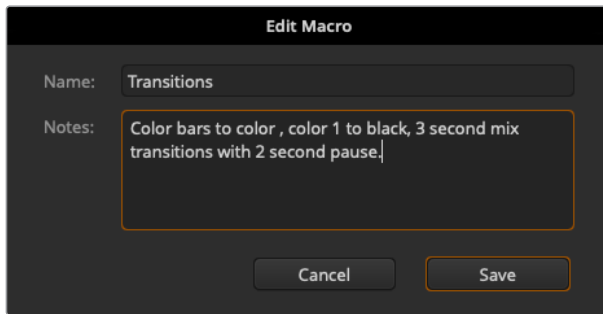 Edit Macro
Name: Transitions
Notes: Color bars to color , color 1 to black, 3 second mix
transitions with 2 second pause.
Cancel Save